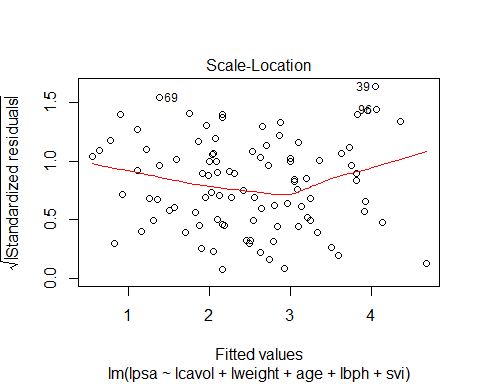 Scale-Location
√|Standardized residuals|
1.5
1.0
0.5
0.0
39
69
96
1 2 3 4
Fitted values
lm(lpsa ~ lcavol + lweight + age + lbph + svi)